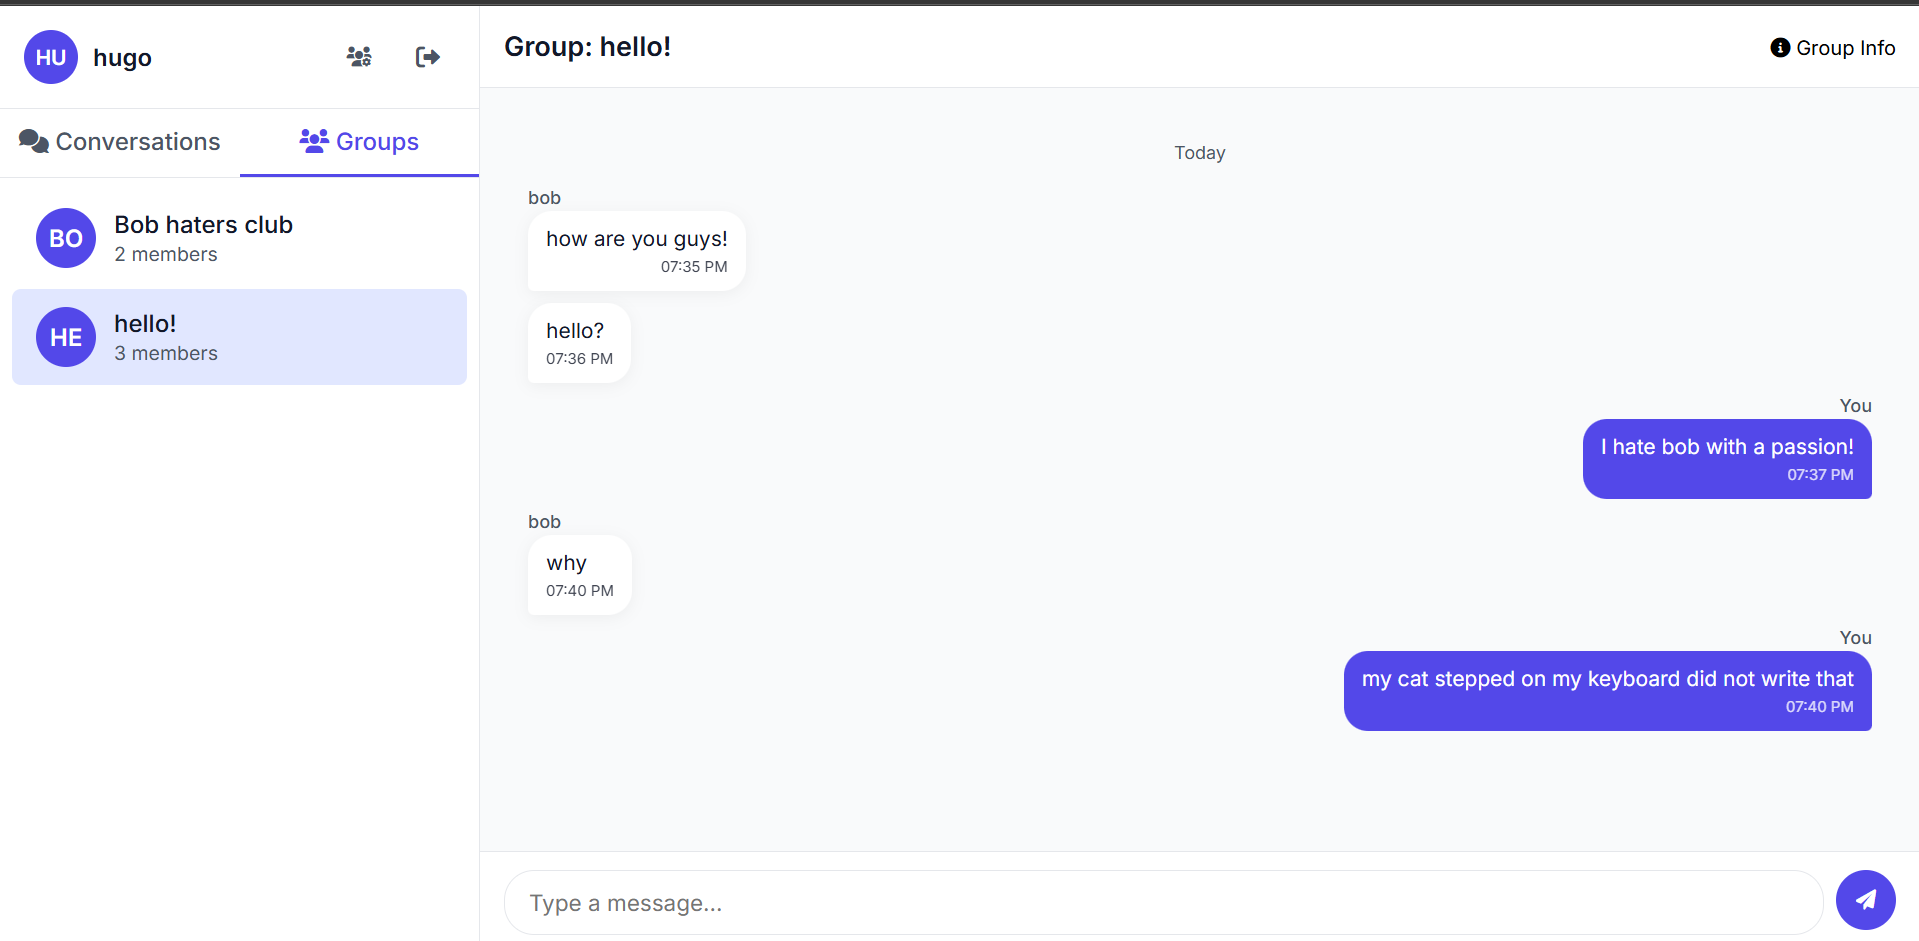 HU hugo
Conversations
Groups
BO
Bob haters club
2 members
HE
hello!
3 members
Group: hello!
Group Info
Today
bob
how are you guys!
07:35 PM
hello?
07:36 PM
You
I hate bob with a passion!
07:37 PM
bob
why
07:40 PM
You
my cat stepped on my keyboard did not write that
07:40 PM
Type a message...